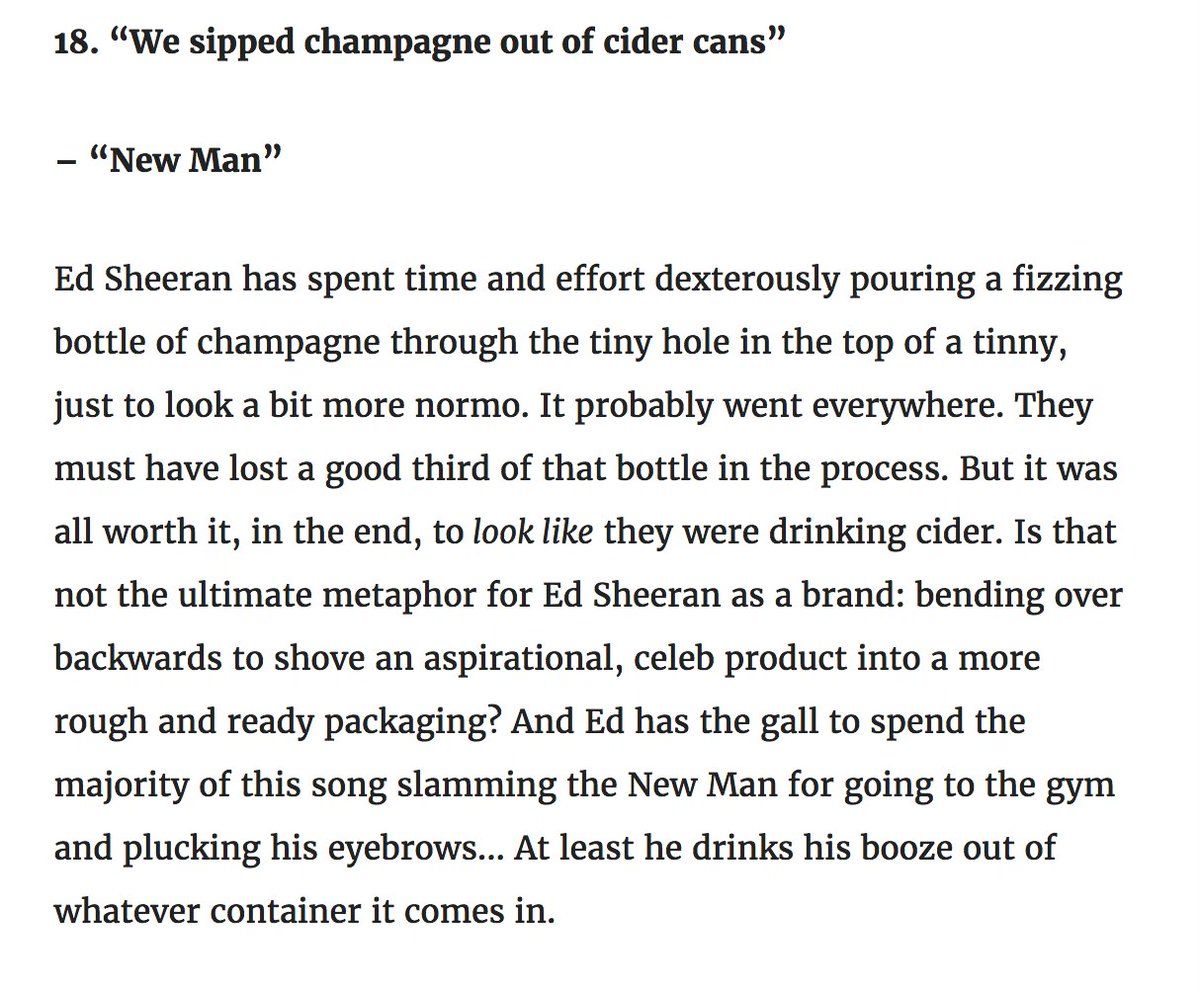 18. “We sipped champagne out of cider cans”
– “New Man”
Ed Sheeran has spent time and effort dexterously pouring a fizzing
bottle of champagne through the tiny hole in the top of a tinny,
just to look a bit more normo. It probably went everywhere. They
must have lost a good third of that bottle in the process. But it was
all worth it, in the end, to look like they were drinking cider. Is that
not the ultimate metaphor for Ed Sheeran as a brand: bending over
backwards to shove an aspirational, celeb product into a more
rough and ready packaging? And Ed has the gall to spend the
majority of this song slamming the New Man for going to the gym
and plucking his eyebrows... At least he drinks his booze out of
whatever container it comes in.